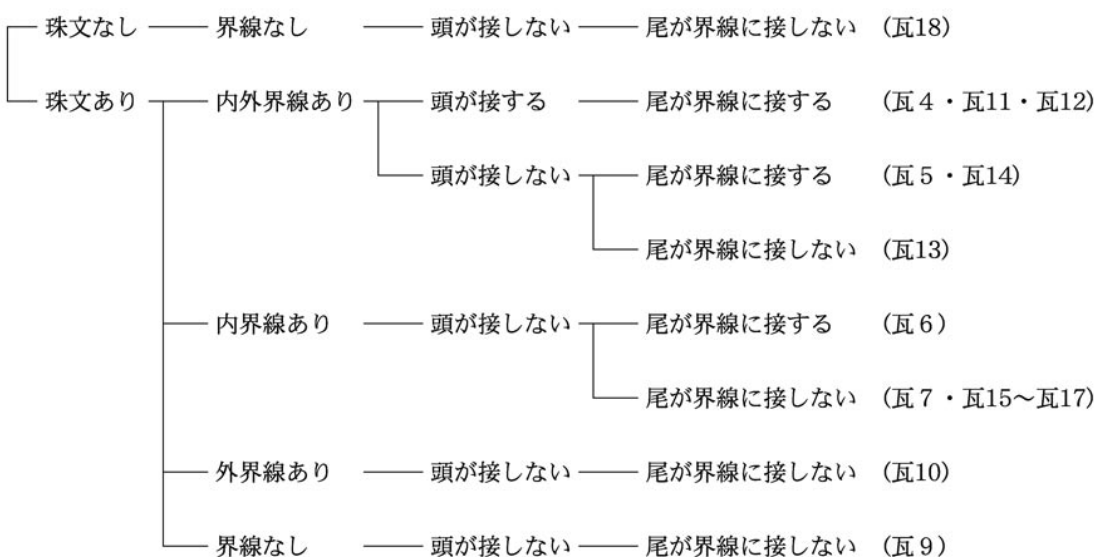 珠文なし 界線なし 頭が接しない 尾が界線に接しない (瓦18)
珠文あり 内外界線あり 頭が接する 尾が界線に接する (瓦4・瓦11・瓦12)
頭が接しない 尾が界線に接する (瓦5・瓦14)
尾が界線に接しない (瓦13)
内界線あり 頭が接しない 尾が界線に接する (瓦6)
尾が界線に接しない (瓦7・瓦15～瓦17)
外界線あり 頭が接しない 尾が界線に接しない (瓦10)
界線なし 頭が接しない 尾が界線に接しない (瓦9)